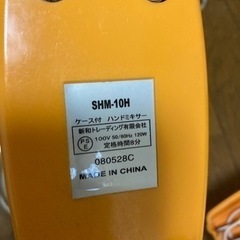 SHM-10H
ケース付 ハンドミキサー
新和トレーディング有限会社
PSE 100V 50/60Hz 120W
定格時間8分
080528C
MADE IN CHINA